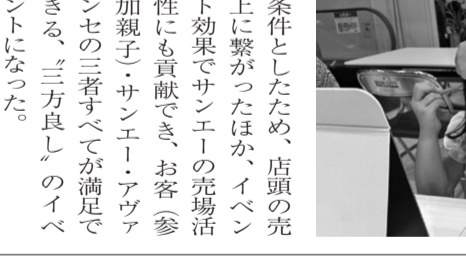 条件としたため、店頭の売
上に繋がったほか、イベン
ト効果でサンエーの売場活
性にも貢献でき、お客（参
加親子）・サンエー・アヴァ
ンセの三者すべてが満足で
きる、〝三方良し〟のイベ
ントになった。